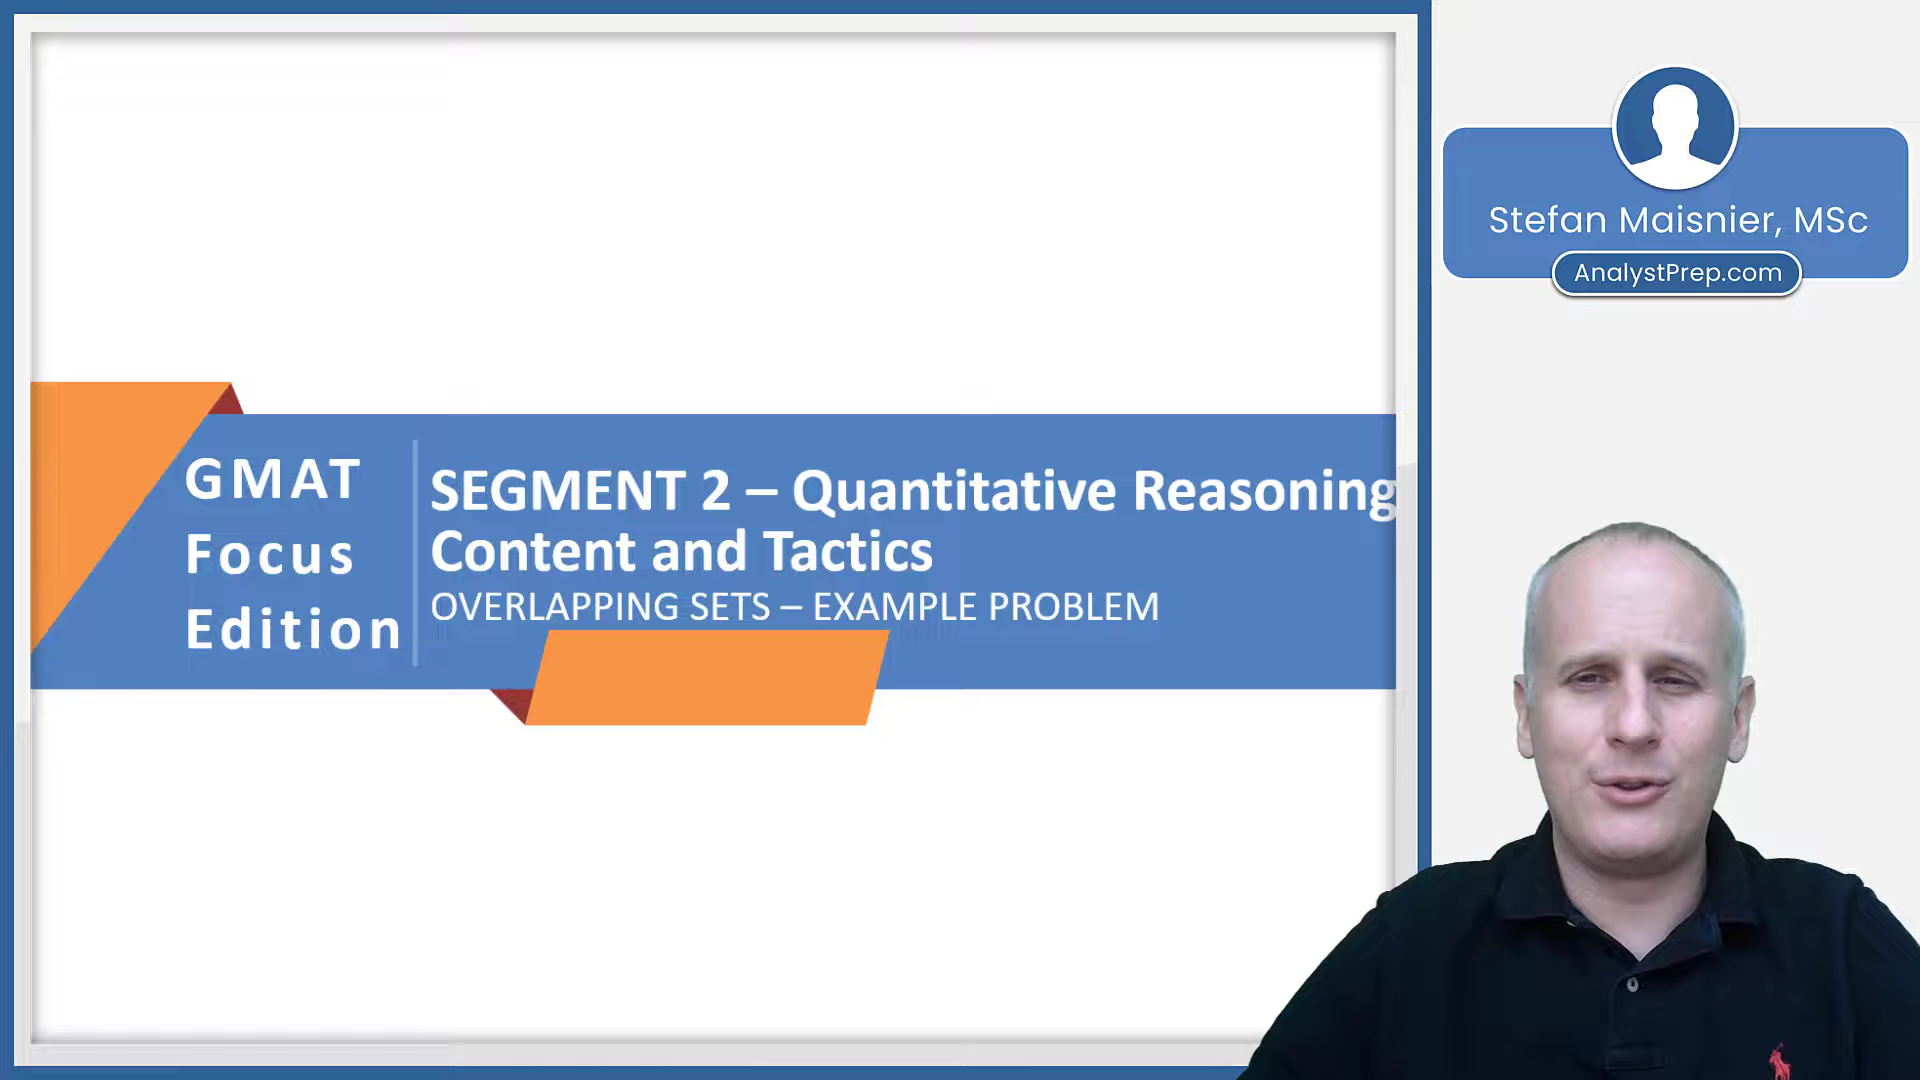 GMAT
Focus
Edition
SEGMENT 2 – Quantitative Reasoning
Content and Tactics
OVERLAPPING SETS – EXAMPLE PROBLEM
Stefan Maisnier, MSc
AnalystPrep.com